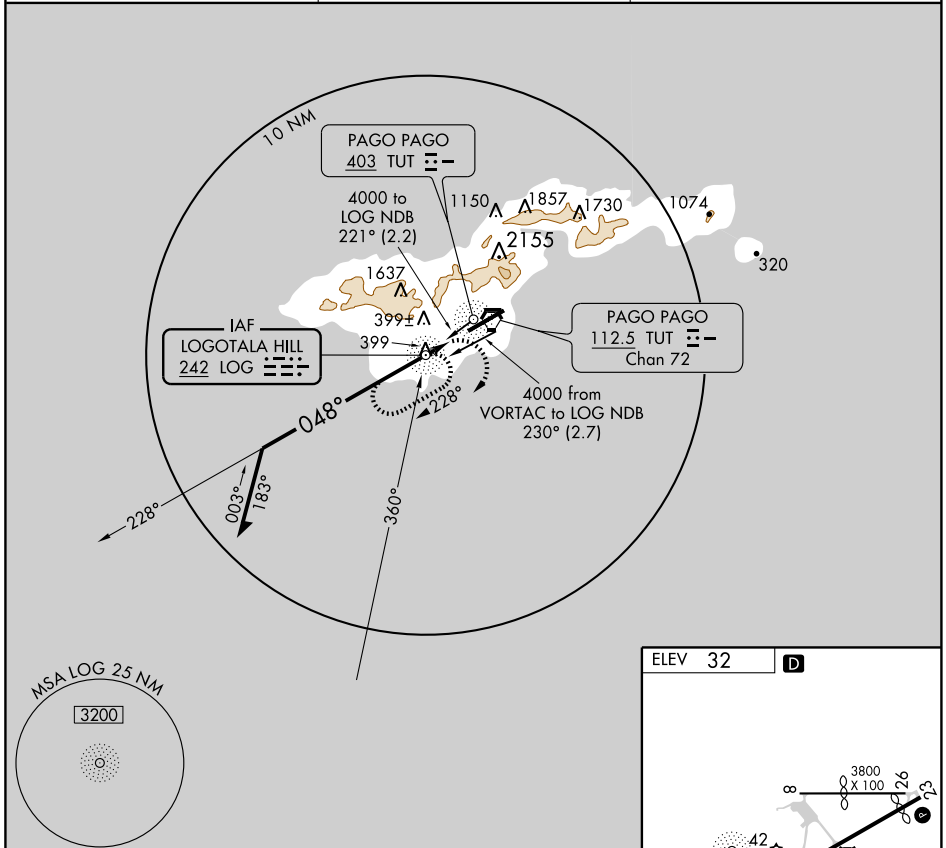 10 NM
PAGO PAGO
403 TUT
4000 to
LOG NDB
221° (2.2)
1150
1857
1730
1074
2155
320
1637
399±
399
IAF
LOGOTALA HILL
242 LOG
PAGO PAGO
112.5 TUT
Chan 72
4000 from
VORTAC to LOG NDB
230° (2.7)
228°
048°
003°
183°
228°
360°
MSA LOG 25 NM
3200
ELEV 32
D
8
3800
X 100
26
23
P
42